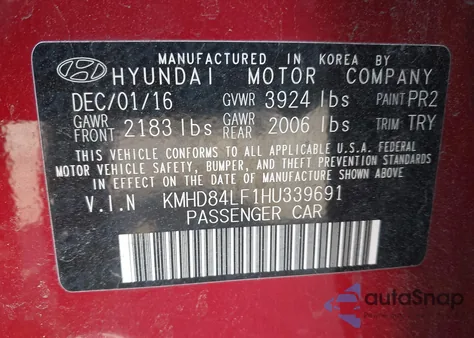 MANUFACTURED IN KOREA BY
HYUNDAI MOTOR COMPANY
DEC/01/16 GVWR 3924 lbs PAINT PR2
GAWR FRONT 2183 lbs GAWR REAR 2006 lbs TRIM TRY
THIS VEHICLE CONFORMS TO ALL APPLICABLE U.S.A. FEDERAL
MOTOR VEHICLE SAFETY, BUMPER, AND THEFT PREVENTION STANDARDS
IN EFFECT ON THE DATE OF MANUFACTURE SHOWN ABOVE.
V.I.N KMHD84LF1HU339691
PASSENGER CAR
autaSnap